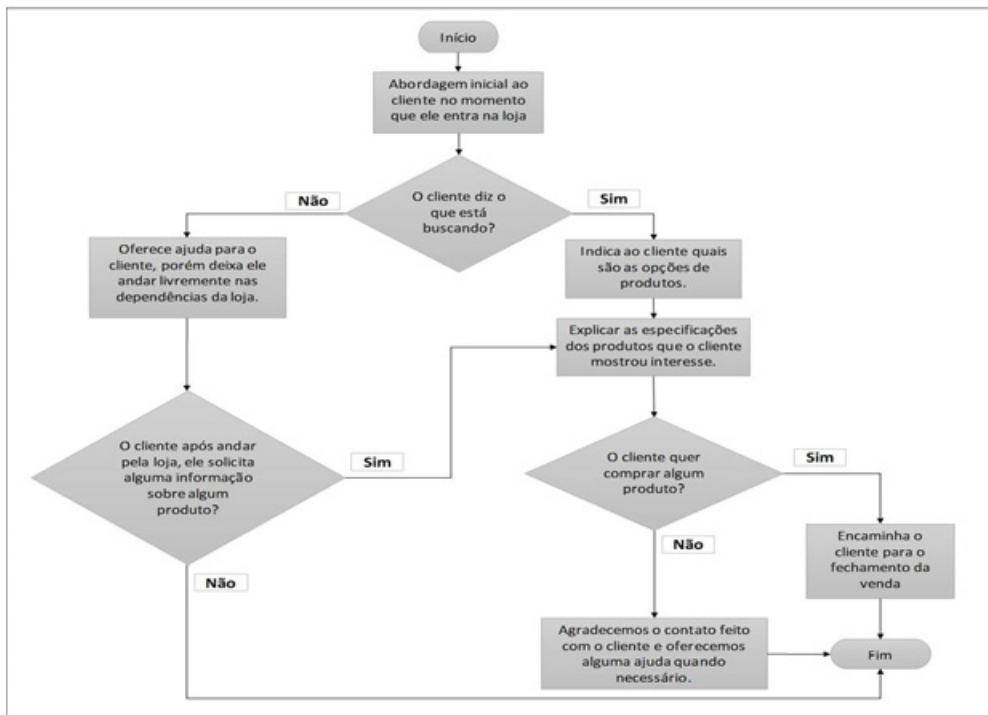 Início
Abordagem inicial ao
cliente no momento
que ele entra na loja
Não
O cliente diz o
que está
buscando?
Sim
Oferece ajuda para o
cliente, porém deixa ele
andar livremente nas
dependências da loja.
Indica ao cliente quais
são as opções de
produtos.
Explicar as especificações
dos produtos que o cliente
mostrou interesse.
O cliente após andar
pela loja, ele solicita
alguma informação
sobre algum
produto?
Sim
O cliente quer
comprar algum
produto?
Sim
Não
Não
Encaminha o
cliente para o
fechamento da
venda
Agradecemos o contato feito
com o cliente e oferecemos
alguma ajuda quando
necessário.
Fim